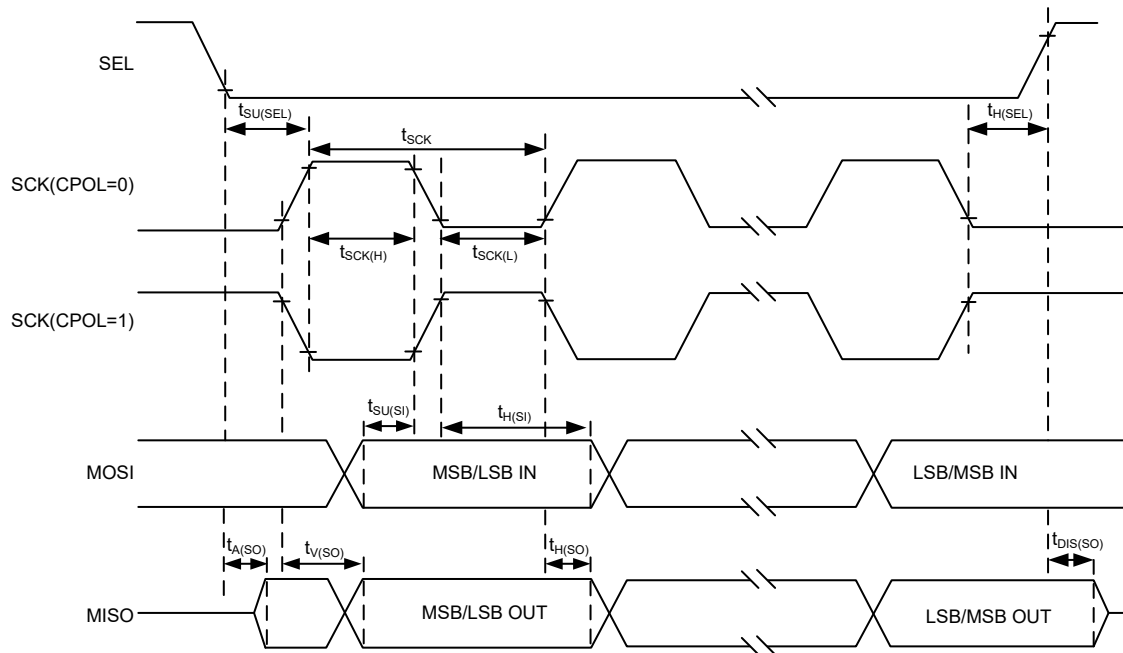 SEL
tSU(SEL)
tH(SEL)
tSCK
SCK(CPOL=0)
tSCK(H)
tSCK(L)
SCK(CPOL=1)
tSU(SI)
tH(SI)
MOSI
MSB/LSB IN
LSB/MSB IN
tA(SO)
tV(SO)
tH(SO)
tDIS(SO)
MISO
MSB/LSB OUT
LSB/MSB OUT